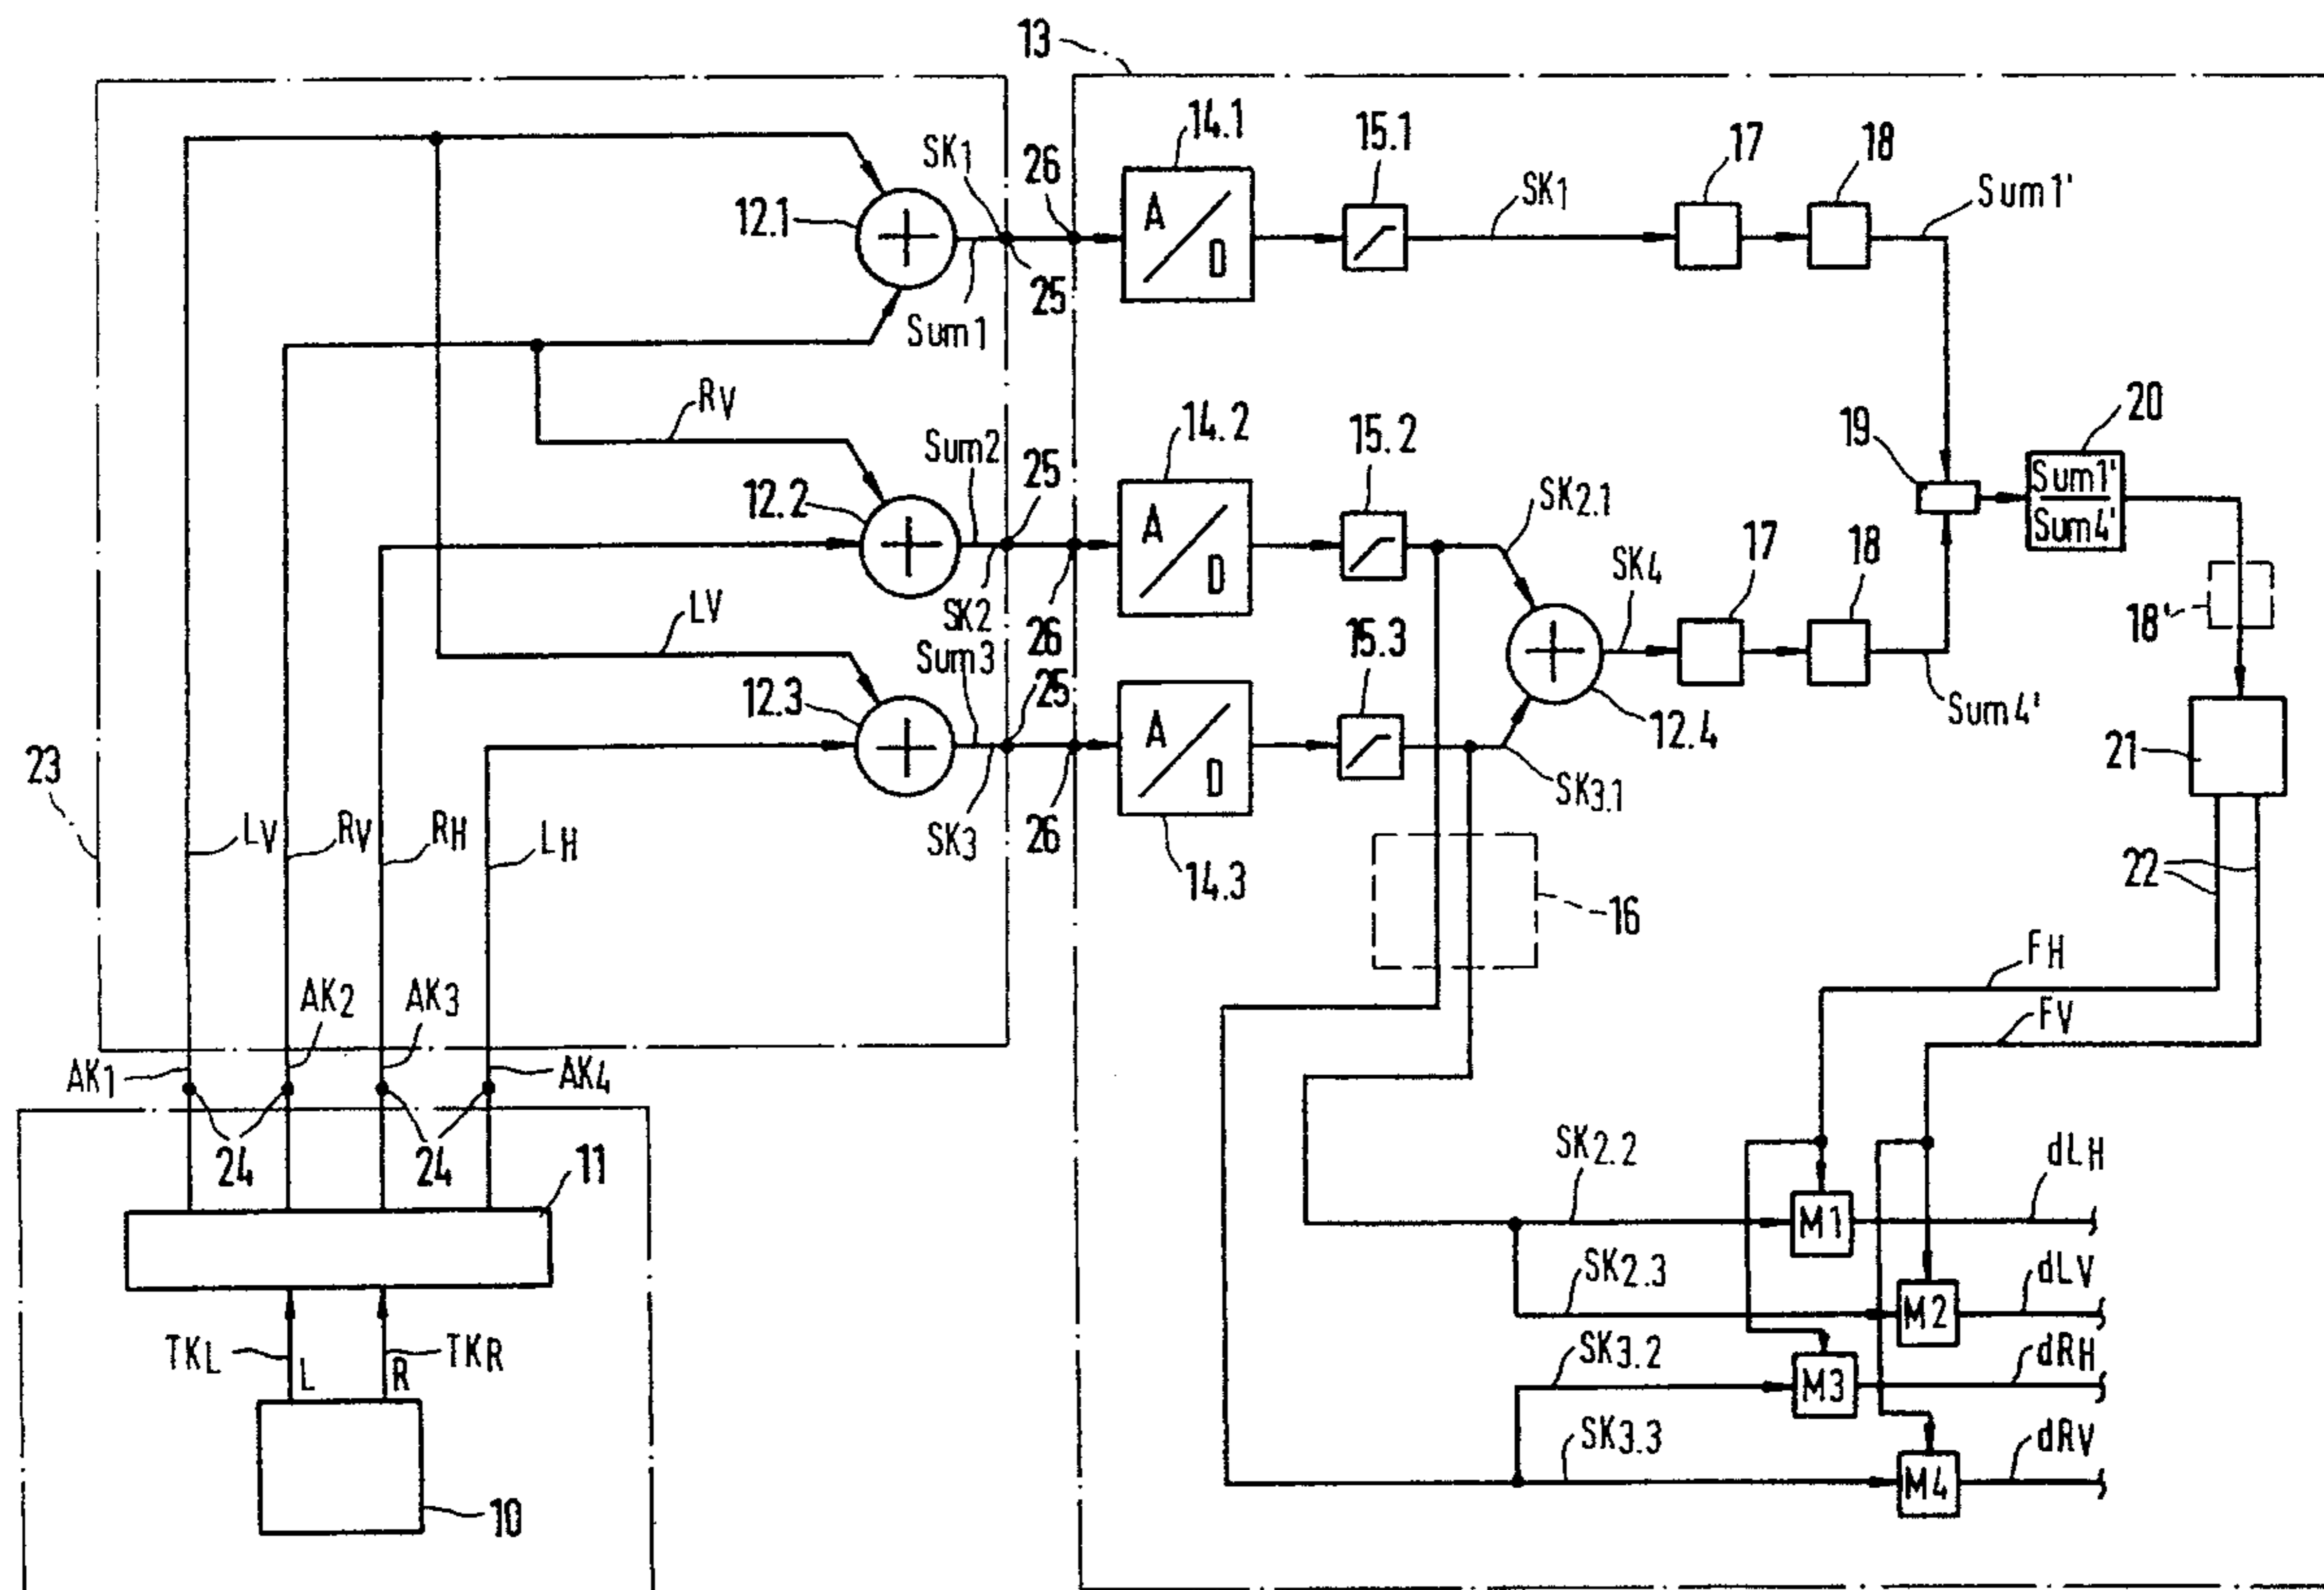 13
14.1
15.1
17
18
SK1
26
SK1
Sum1'
12.1
A
D
25
Sum1
RV
14.2
15.2
19
20
Sum2
25
SK2.1
Sum1'
Sum4'
12.2
A
D
SK4
17
18
18'
LV
SK2
26
15.3
Sum3
25
Sum4'
12.3
A
D
12.4
21
23
SK3
26
SK3.1
LV
RV
RH
LH
14.3
22
16
FH
AK2
AK3
FV
AK1
AK4
24
24
11
SK2.2
dLH
M1
SK2.3
dLV
M2
TKL
L
R
TKR
SK3.2
dRH
M3
SK3.3
dRV
M4
10